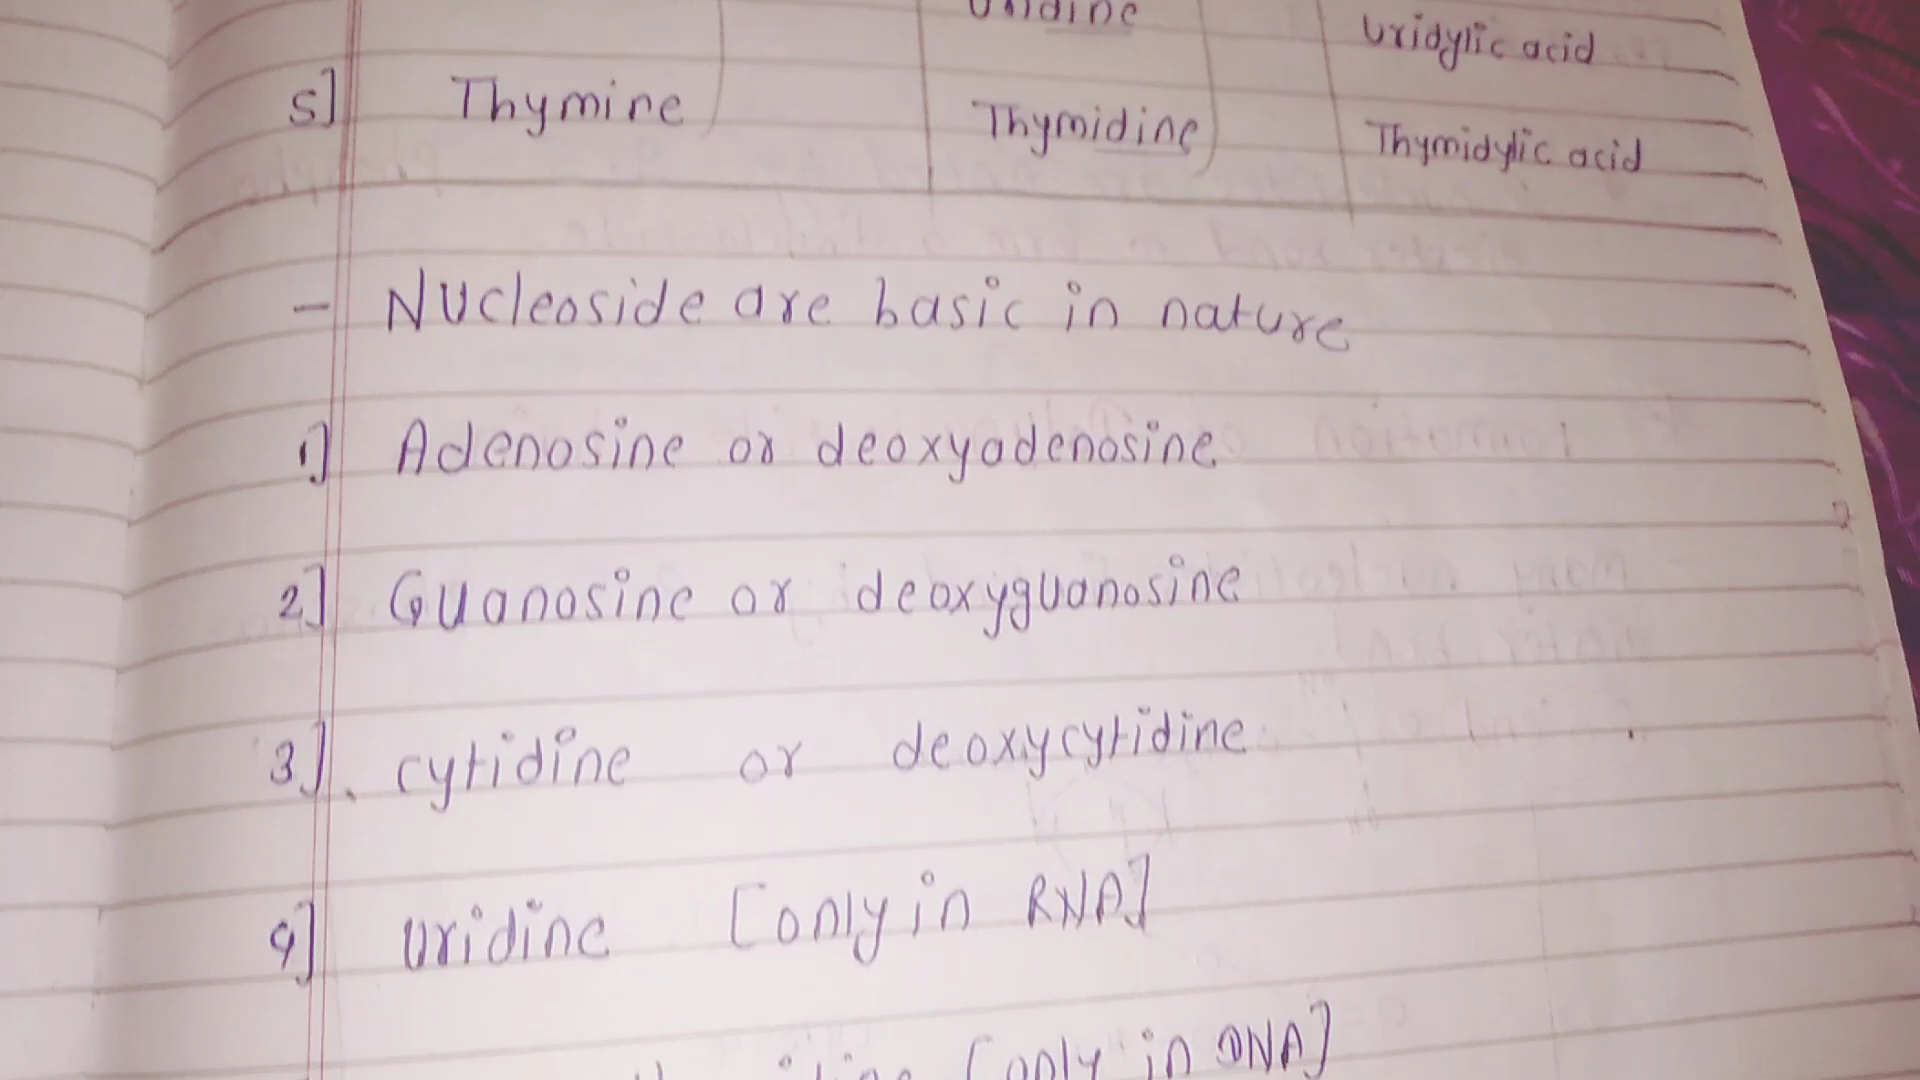 Uridylic acid
5] Thymine Thymidine Thymidylic acid
- Nucleoside are basic in nature
1] Adenosine or deoxyadenosine
2] Guanosine or deoxyguanosine
3] cytidine or deoxycytidine
4] uridine [only in RNA]
[only in DNA]